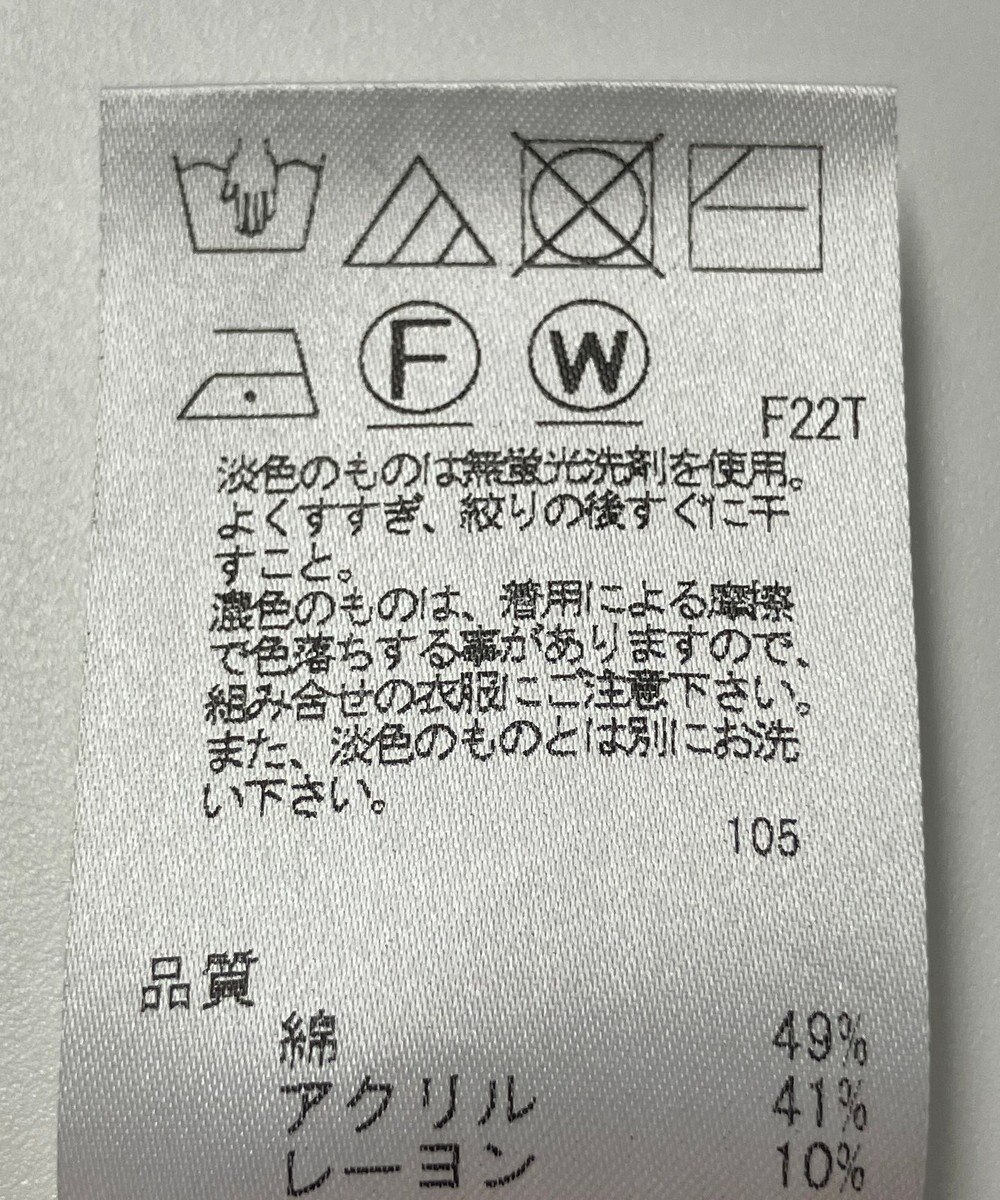 F W
F22T
淡色のものは無蛍光洗剤を使用。
よくすすぎ、絞りの後すぐに干
すこと。
濃色のものは、着用による摩擦
で色落ちする事がありますので、
組み合せの衣服にご注意下さい。
また、淡色のものとは別にお洗
い下さい。
105
品質
綿 49%
アクリル 41%
レーヨン 10%